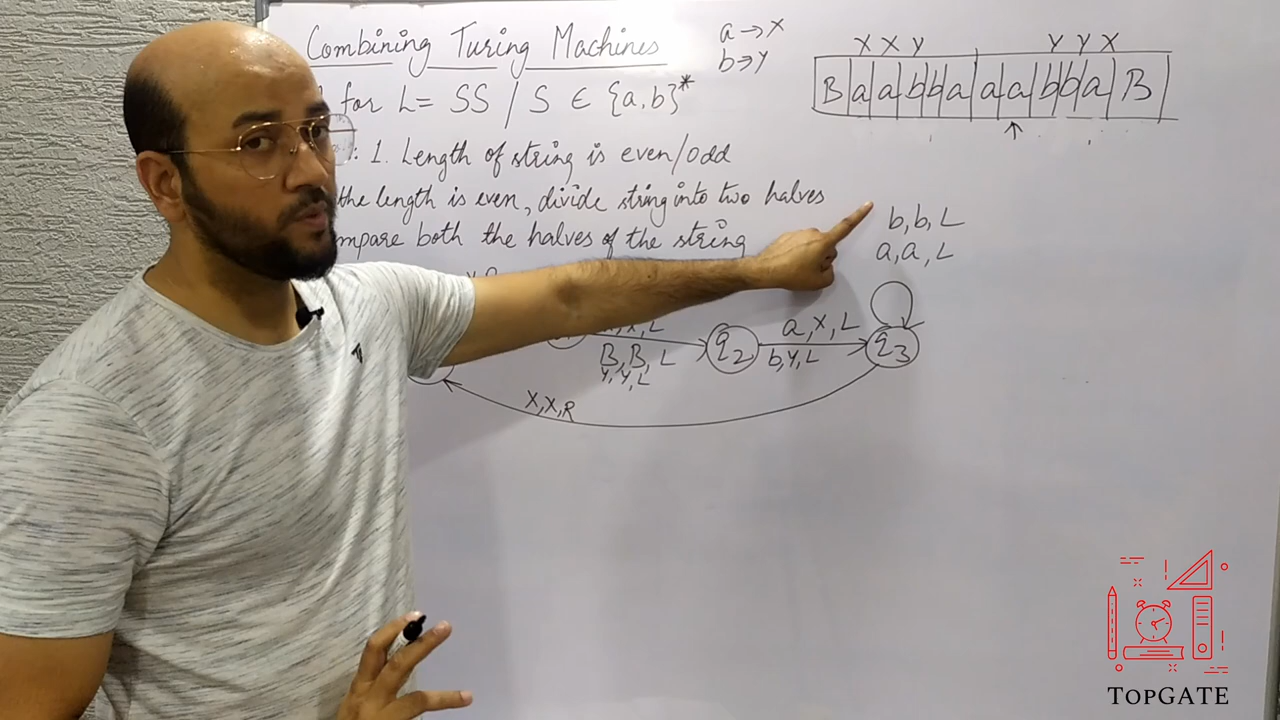 Combining Turing Machines
a → X
b → Y
X X Y Y Y X
B a a b b a a a b b a B
for L = SS / S ∈ {a,b}*
: 1. Length of string is even/odd
the length is even, divide string into two halves
mpare both the halves of the string
b,b,L
a,a,L
X,L
B,B,L
Y,Y,L
q2
a,X,L
b,Y,L
q3
X,X,R
TOPGATE